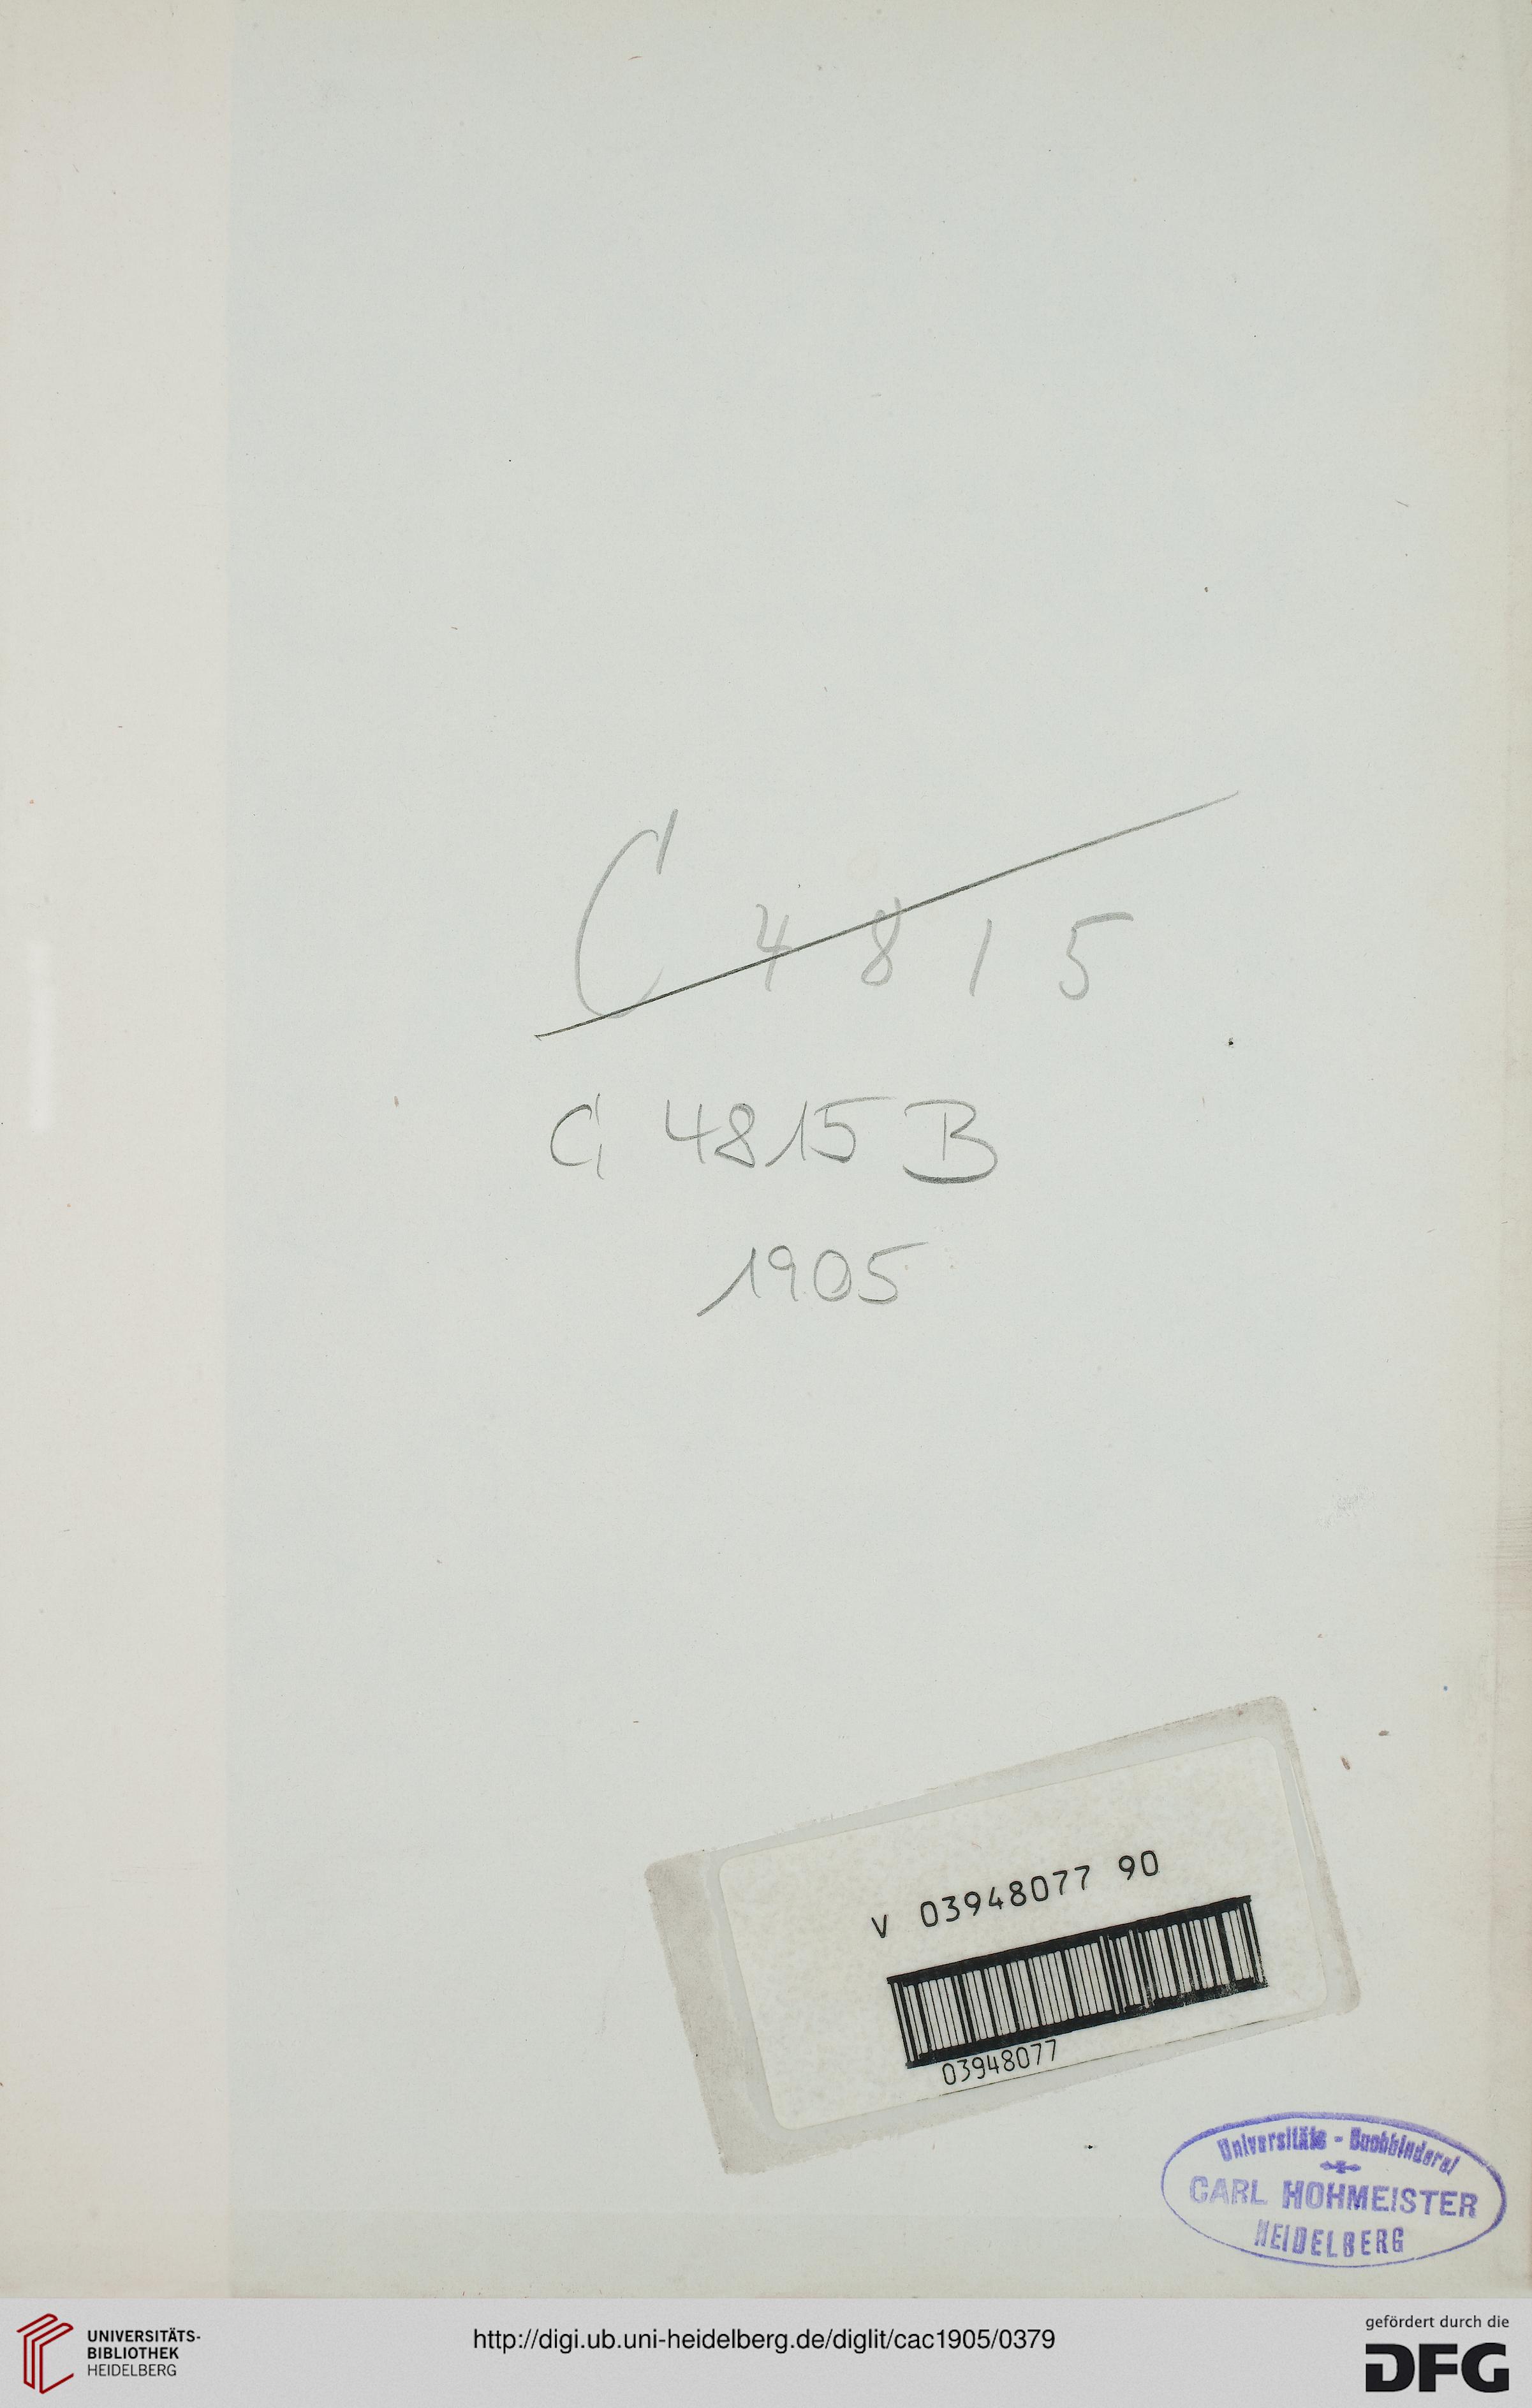 C 4815
C 4815 B
1905
V 03948077 90
03948077
Universitäts - Buchbinderei
CARL HOHMEISTER
HEIDELBERG
UNIVERSITÄTS-
BIBLIOTHEK
HEIDELBERG
http://digi.ub.uni-heidelberg.de/diglit/cac1905/0379
gefördert durch die
DFG